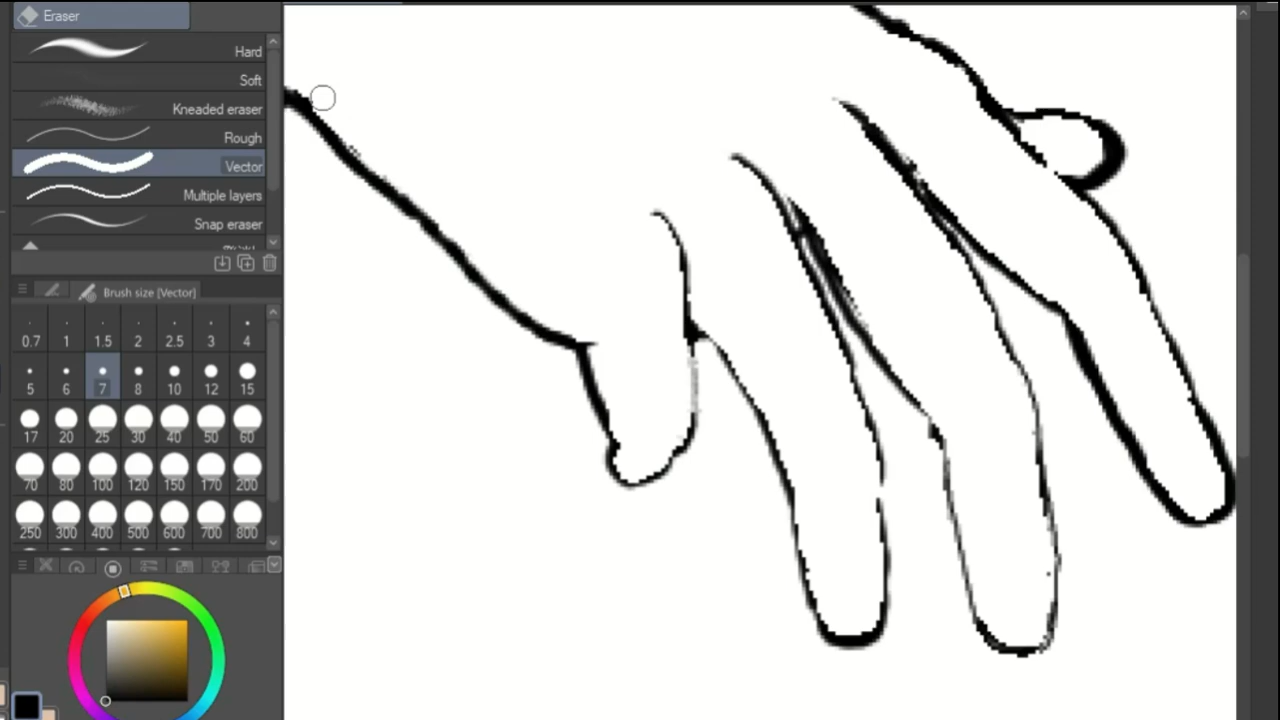 Eraser
Hard
Soft
Kneaded eraser
Rough
Vector
Multiple layers
Snap eraser
Brush size [Vector]
0.7 1 1.5 2 2.5 3 4
5 6 7 8 10 12 15
17 20 25 30 40 50 60
70 80 100 120 150 170 200
250 300 400 500 600 700 800